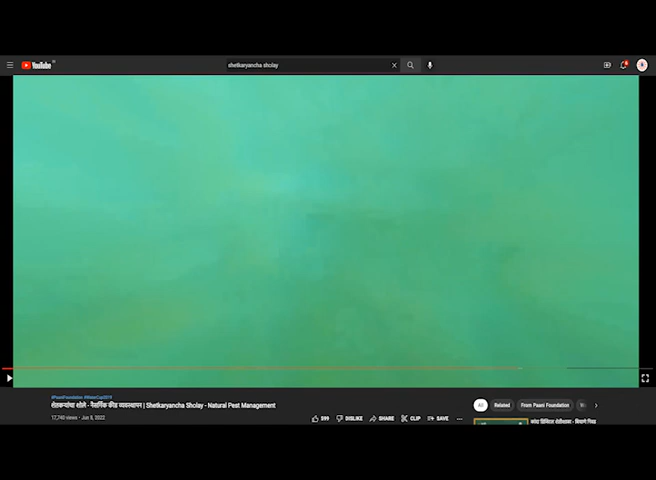 YouTube
shetkaryancha sholay
#PaaniFoundation #WaterCup2019
शेतकऱ्यांचा शोले - नैसर्गिक कीड व्यवस्थापन | Shetkaryancha Sholay - Natural Pest Management
17,740 views • Jun 8, 2022
399 DISLIKE SHARE CLIP SAVE
All Related From Paani Foundation